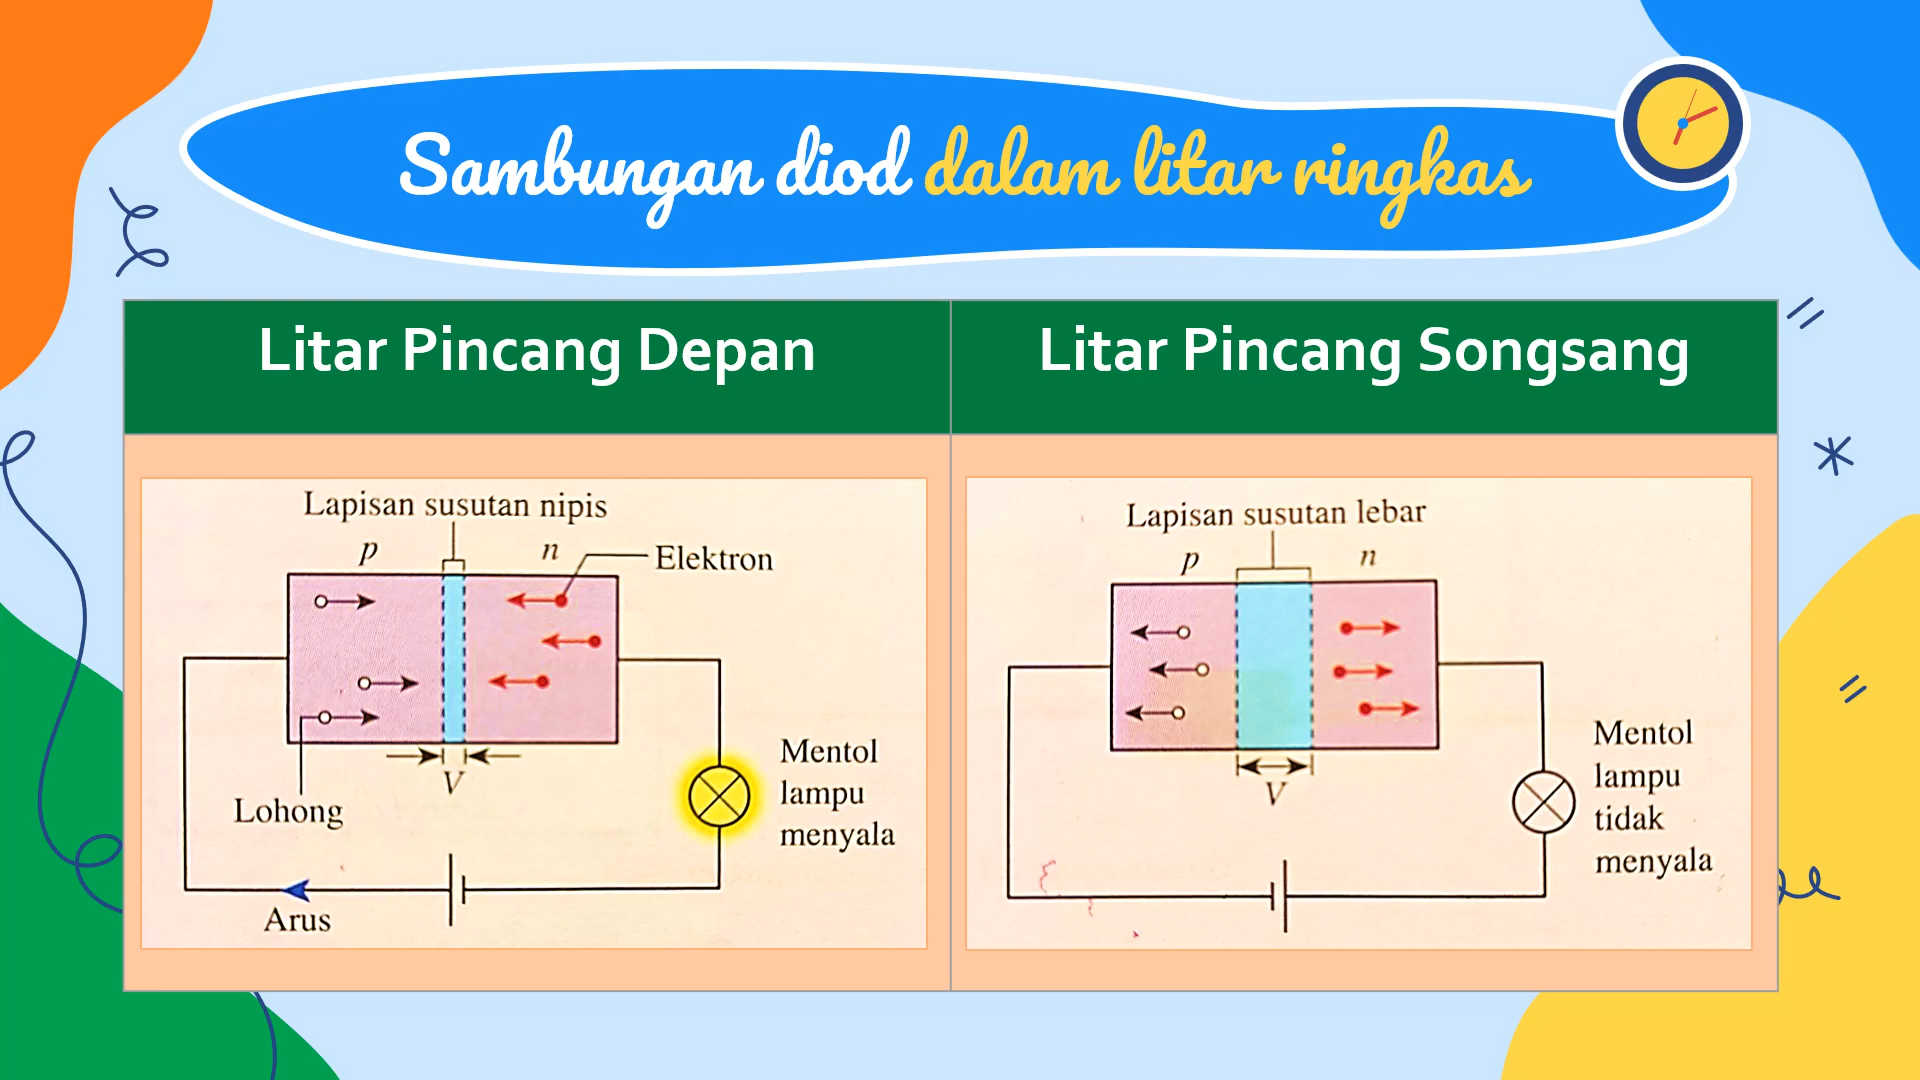 Sambungan diod dalam litar ringkas
Litar Pincang Depan
Litar Pincang Songsang
Lapisan susutan nipis
p
n
Elektron
V
Lohong
Mentol
lampu
menyala
Arus
Lapisan susutan lebar
p
n
V
Mentol
lampu
tidak
menyala